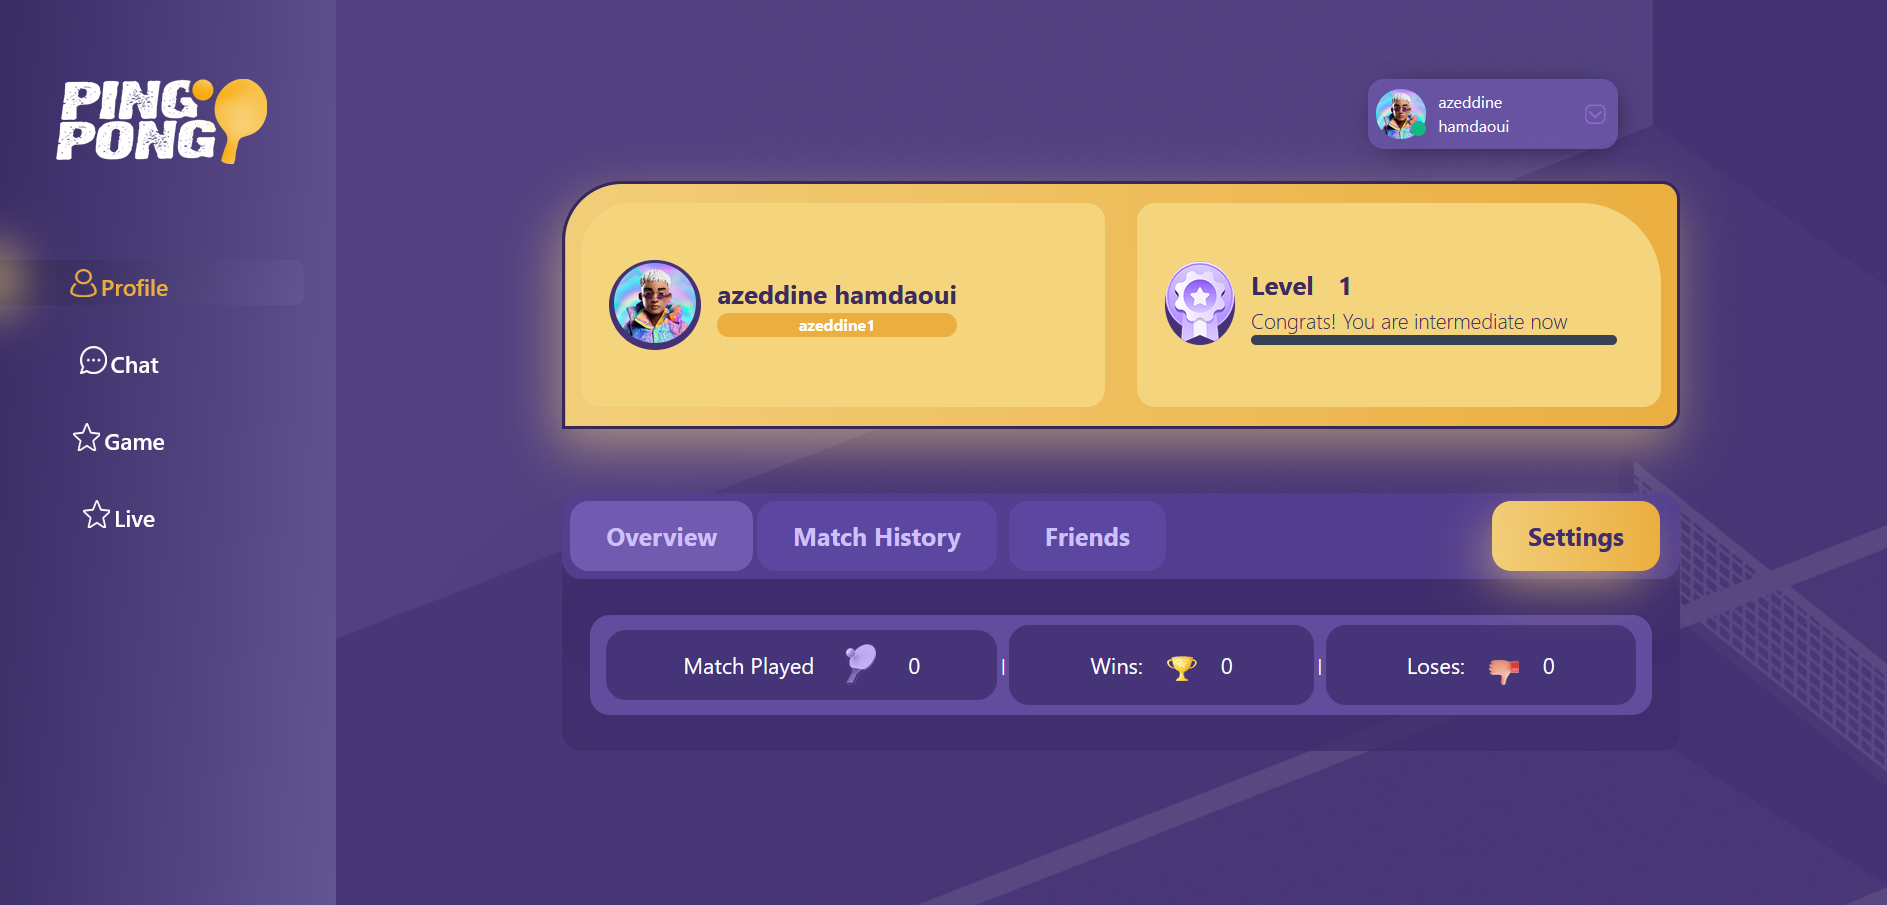 PING
PONG
azeddine
hamdaoui
Profile
Chat
Game
Live
azeddine hamdaoui
azeddine1
Level 1
Congrats! You are intermediate now
Overview Match History Friends Settings
Match Played 0 | Wins: 0 | Loses: 0